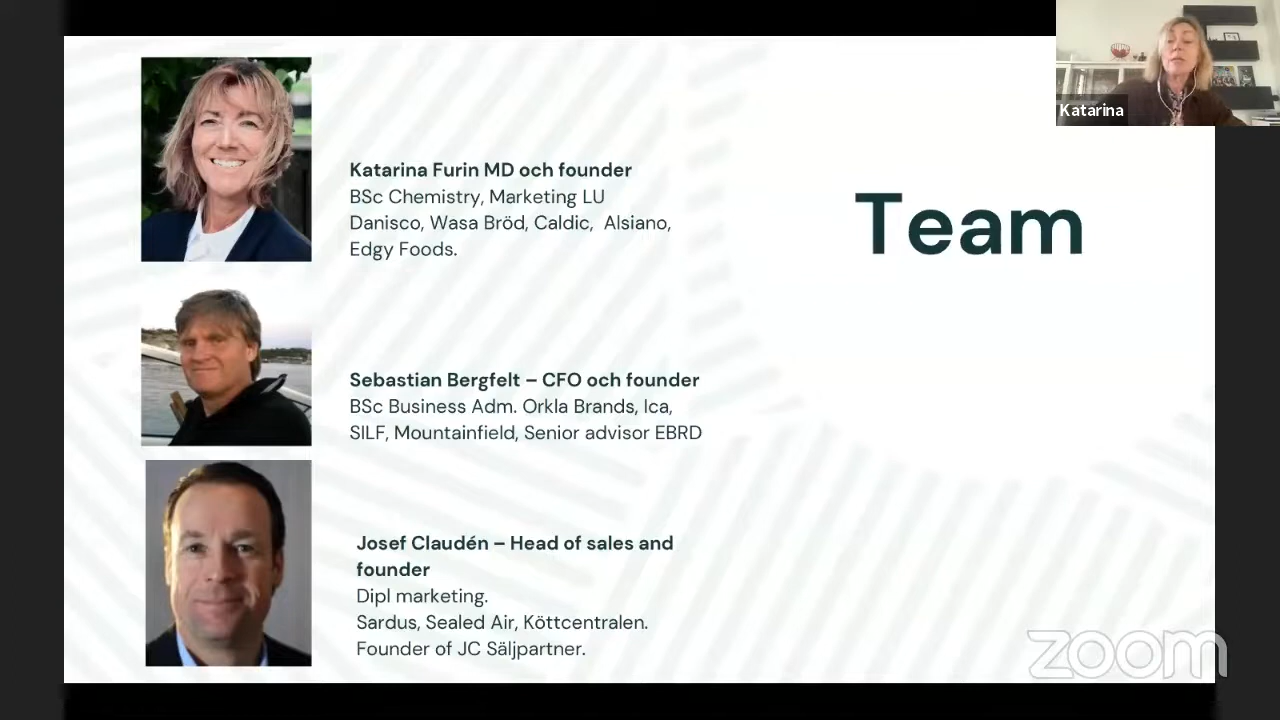 Katarina
Team
Katarina Furin MD och founder
BSc Chemistry, Marketing LU
Danisco, Wasa Bröd, Caldic, Alsiano,
Edgy Foods.
Sebastian Bergfelt – CFO och founder
BSc Business Adm. Orkla Brands, Ica,
SILF, Mountainfield, Senior advisor EBRD
Josef Claudén – Head of sales and
founder
Dipl marketing.
Sardus, Sealed Air, Köttcentralen.
Founder of JC Säljpartner.
zoom